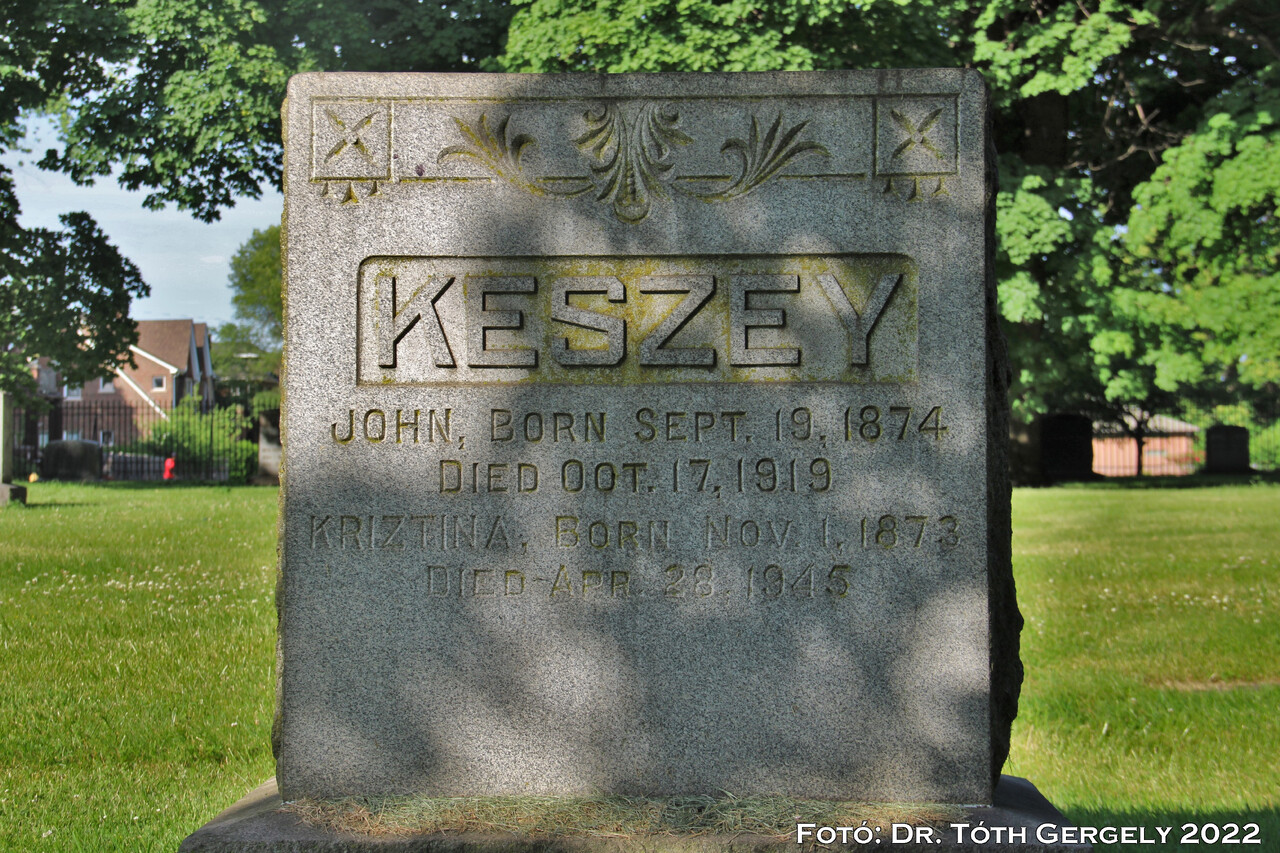 KESZEY
JOHN, BORN SEPT. 19, 1874
DIED OCT. 17, 1919
KRIZTINA, BORN NOV. 1, 1873
DIED APR. 28, 1945
FOTÓ: DR. TÓTH GERGELY 2022